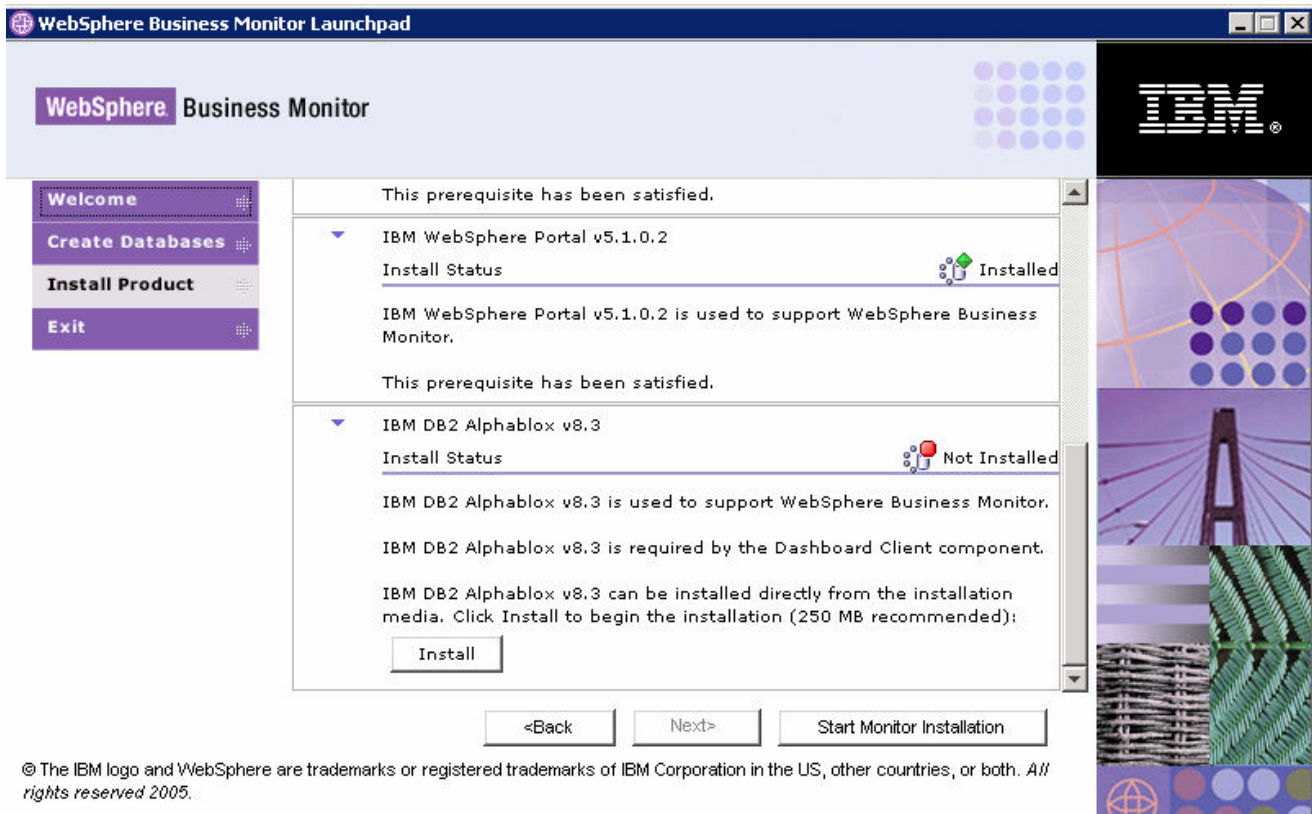 WebSphere Business Monitor Launchpad
WebSphere. Business Monitor
IBM®
Welcome
Create Databases
Install Product
Exit
This prerequisite has been satisfied.
IBM WebSphere Portal v5.1.0.2
Install Status
Installed
IBM WebSphere Portal v5.1.0.2 is used to support WebSphere Business
Monitor.
This prerequisite has been satisfied.
IBM DB2 Alphablox v8.3
Install Status
Not Installed
IBM DB2 Alphablox v8.3 is used to support WebSphere Business Monitor.
IBM DB2 Alphablox v8.3 is required by the Dashboard Client component.
IBM DB2 Alphablox v8.3 can be installed directly from the installation
media. Click Install to begin the installation (250 MB recommended):
Install
<Back
Next>
Start Monitor Installation
© The IBM logo and WebSphere are trademarks or registered trademarks of IBM Corporation in the US, other countries, or both. All
rights reserved 2005.